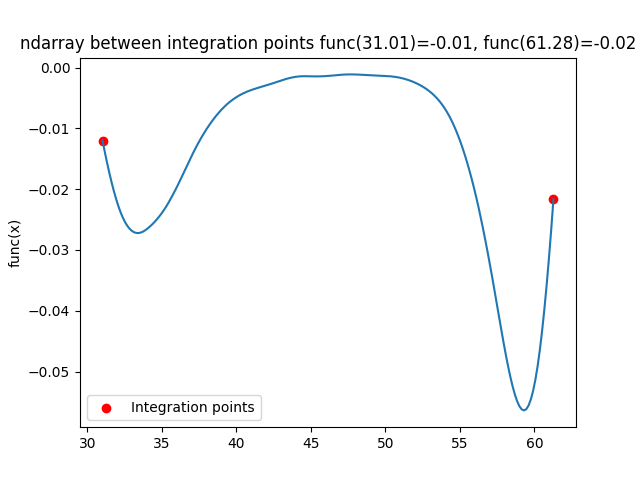 ndarray between integration points func(31.01)=-0.01, func(61.28)=-0.02
0.00
−0.01
−0.02
−0.03
−0.04
−0.05
func(x)
Integration points
30 35 40 45 50 55 60